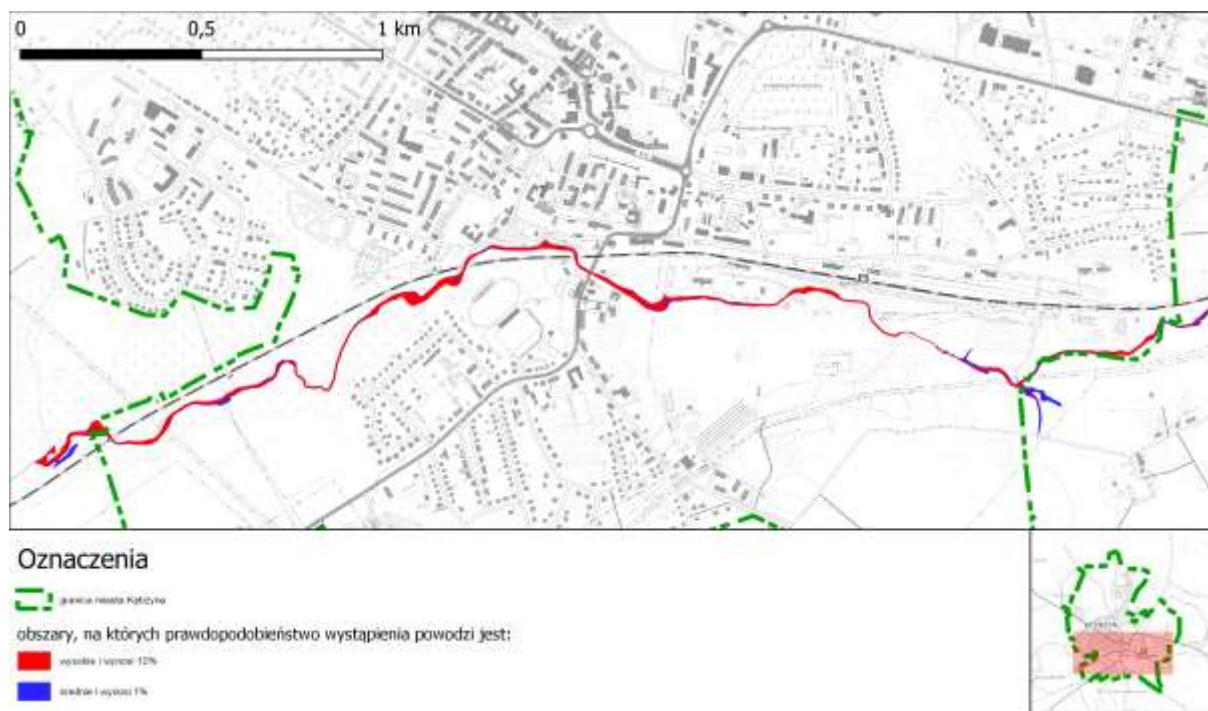 0 0,5 1 km
Oznaczenia
granica miasta Kętrzyna
obszary, na których prawdopodobieństwo wystąpienia powodzi jest:
wysokie i wynosi 10%
średnie i wynosi 1%